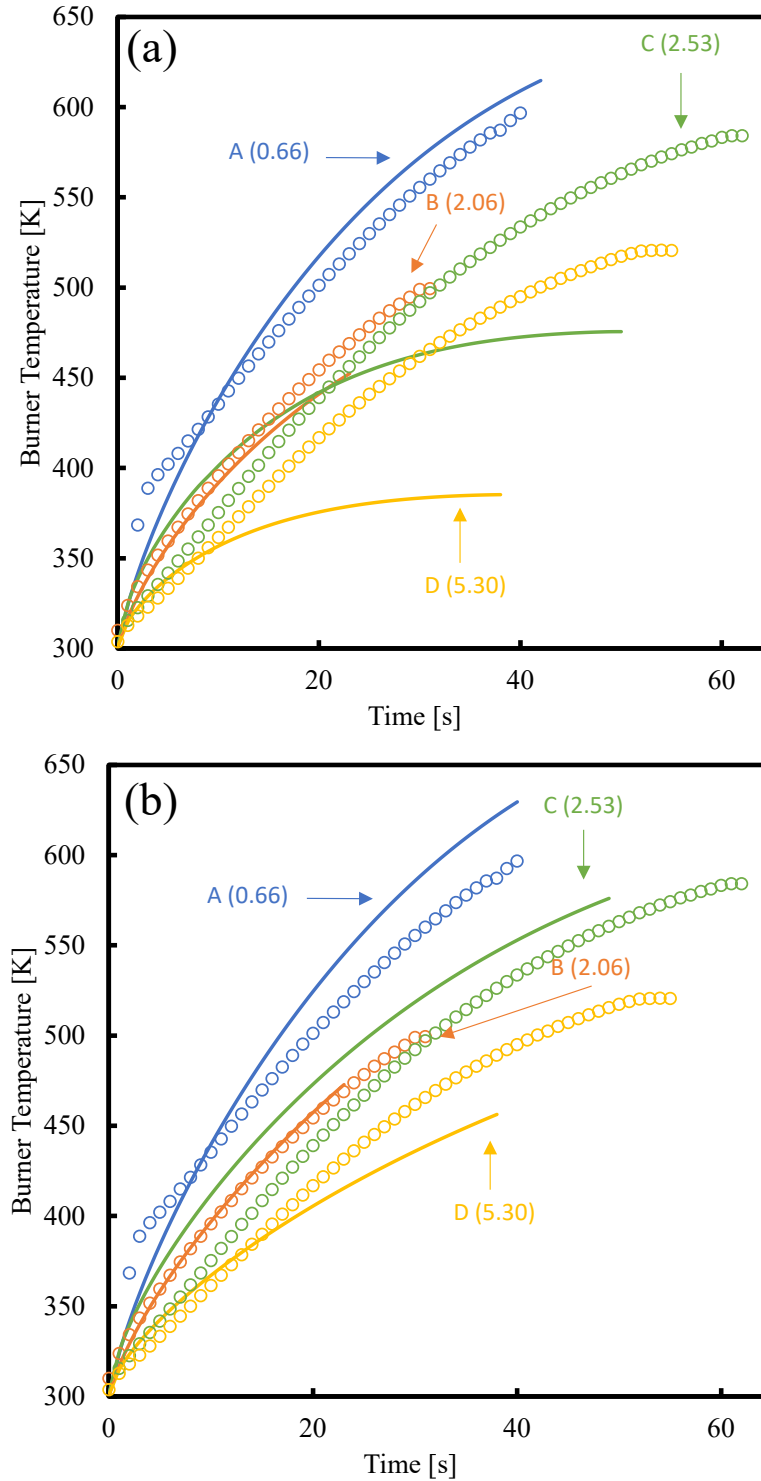 (a)
650
600
550
500
450
400
350
300
Burner Temperature [K]
C (2.53)
A (0.66)
B (2.06)
D (5.30)
0
20
40
60
Time [s]
(b)
650
600
550
500
450
400
350
300
Burner Temperature [K]
C (2.53)
A (0.66)
B (2.06)
D (5.30)
0
20
40
60
Time [s]